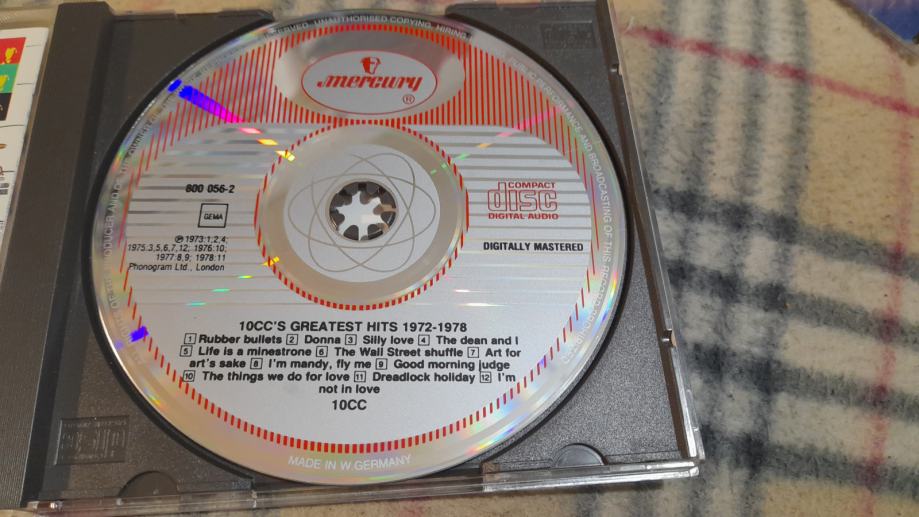 RVED. UNAUTHORISED COPYING, HIRING,
PUBLIC PERFORMANCE AND BROADCASTING OF THIS RECORD PROHIBITED
mercury
®
800 056-2
GEMA
℗ 1973:1,2,4;
1975:3,5,6,7,12; 1976:10;
1977:8,9; 1978:11
Phonogram Ltd., London
COMPACT
disc
DIGITAL AUDIO
DIGITALLY MASTERED
10CC'S GREATEST HITS 1972-1978
1 Rubber bullets 2 Donna 3 Silly love 4 The dean and I
5 Life is a minestrone 6 The Wall Street shuffle 7 Art for
art's sake 8 I'm mandy, fly me 9 Good morning judge
10 The things we do for love 11 Dreadlock holiday 12 I'm
not in love
10CC
MADE IN W. GERMANY